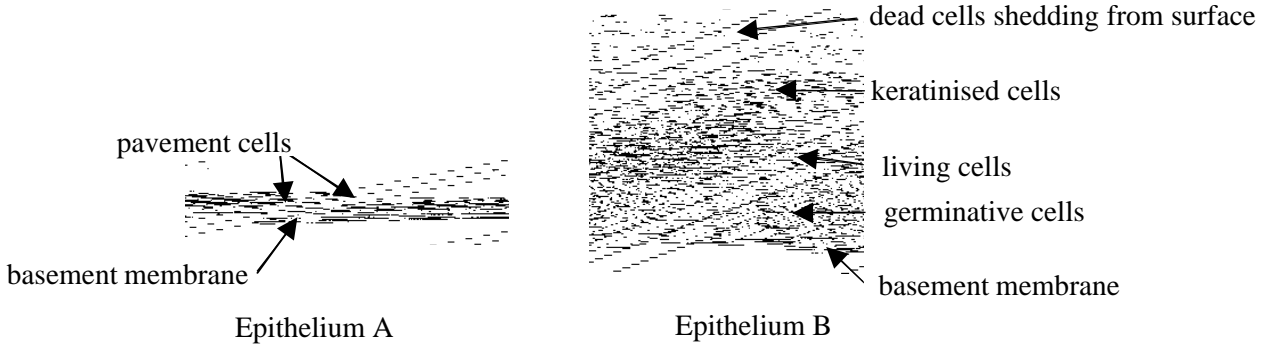 pavement cells
basement membrane
Epithelium A
dead cells shedding from surface
keratinised cells
living cells
germinative cells
basement membrane
Epithelium B